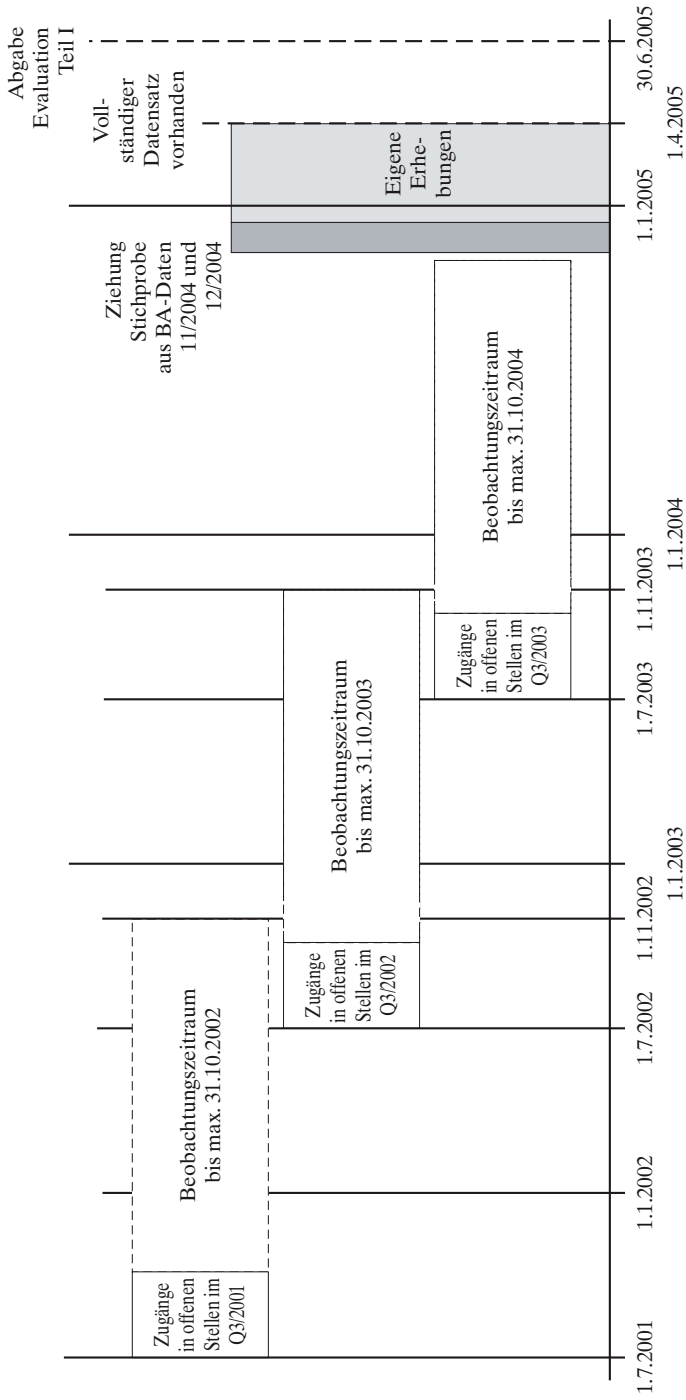 Abgabe
Evaluation
Teil I
Voll-
ständiger
Datensatz
vorhanden
Ziehung
Stichprobe
aus BA-Daten
11/2004 und
12/2004
Eigene
Erhe-
bungen
Zugänge
in offenen
Stellen im
Q3/2001
Beobachtungszeitraum
bis max. 31.10.2002
Zugänge
in offenen
Stellen im
Q3/2002
Beobachtungszeitraum
bis max. 31.10.2003
Zugänge
in offenen
Stellen im
Q3/2003
Beobachtungszeitraum
bis max. 31.10.2004
1.7.2001
1.1.2002
1.7.2002
1.11.2002
1.1.2003
1.7.2003
1.11.2003
1.1.2004
1.1.2005
1.4.2005
30.6.2005